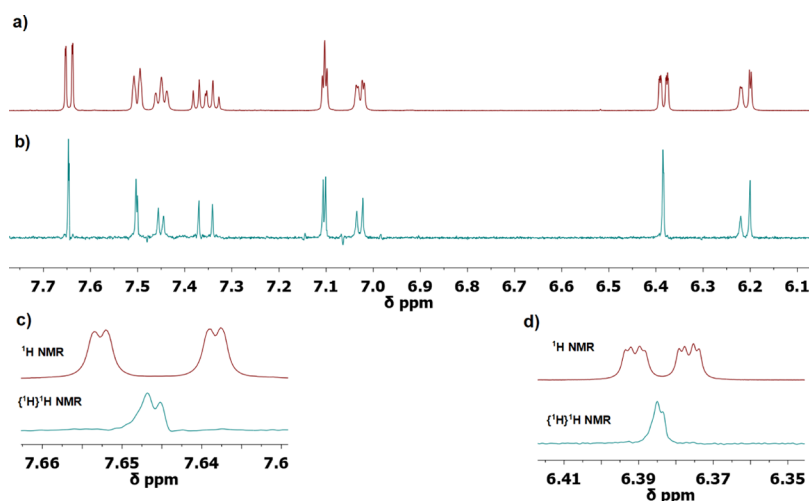 a)
b)
7.7 7.6 7.5 7.4 7.3 7.2 7.1 7.0 6.9 6.8 6.7 6.6 6.5 6.4 6.3 6.2 6.1
δ ppm
c)
¹H NMR
{¹H}¹H NMR
7.66 7.65 7.64 7.6
δ ppm
d)
¹H NMR
{¹H}¹H NMR
6.41 6.39 6.37 6.35
δ ppm